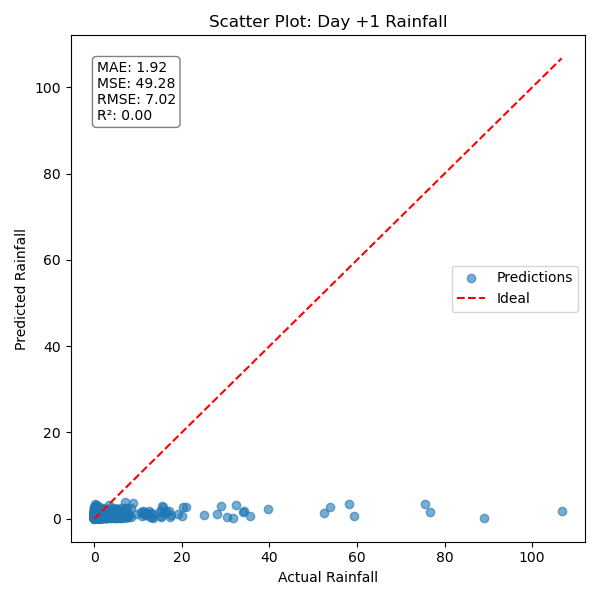 Scatter Plot: Day +1 Rainfall
MAE: 1.92
MSE: 49.28
RMSE: 7.02
R²: 0.00
Predictions
Ideal
Predicted Rainfall
100
80
60
40
20
0
0 20 40 60 80 100
Actual Rainfall